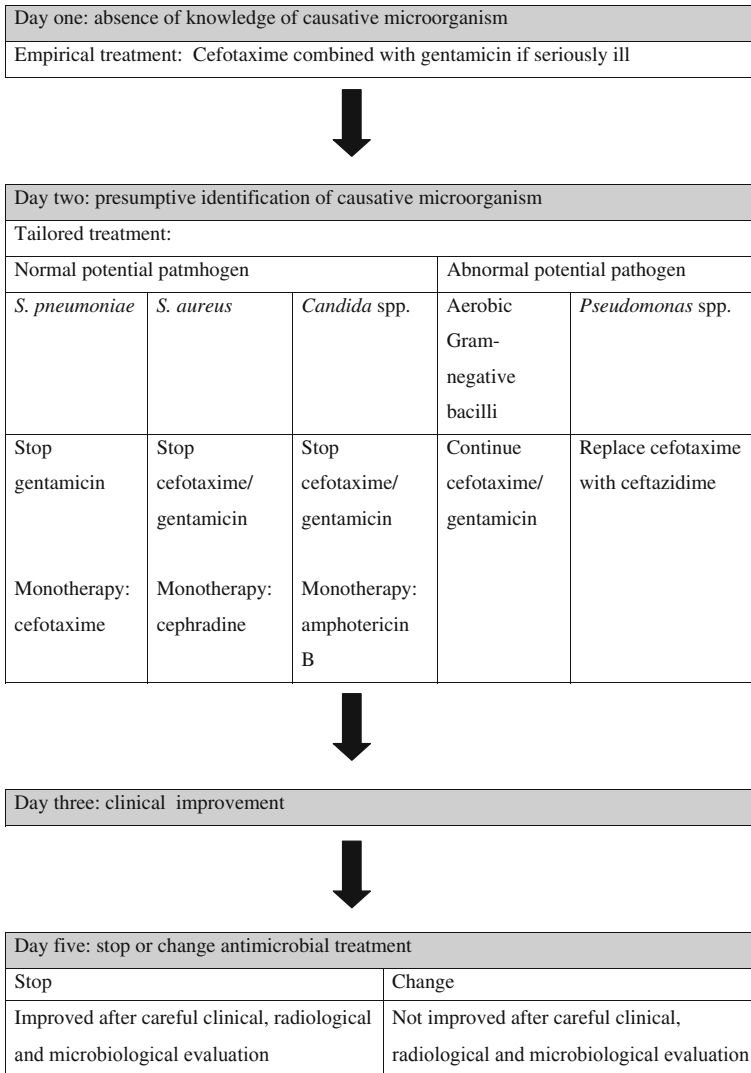 Day one: absence of knowledge of causative microorganism
Empirical treatment: Cefotaxime combined with gentamicin if seriously ill
Day two: presumptive identification of causative microorganism
Tailored treatment:
Normal potential patmhogen
Abnormal potential pathogen
S. pneumoniae
S. aureus
Candida spp.
Aerobic
Gram-
negative
bacilli
Pseudomonas spp.
Stop
gentamicin
Monotherapy:
cefotaxime
Stop
cefotaxime/
gentamicin
Monotherapy:
cephradine
Stop
cefotaxime/
gentamicin
Monotherapy:
amphotericin
B
Continue
cefotaxime/
gentamicin
Replace cefotaxime
with ceftazidime
Day three: clinical improvement
Day five: stop or change antimicrobial treatment
Stop
Change
Improved after careful clinical, radiological
and microbiological evaluation
Not improved after careful clinical,
radiological and microbiological evaluation